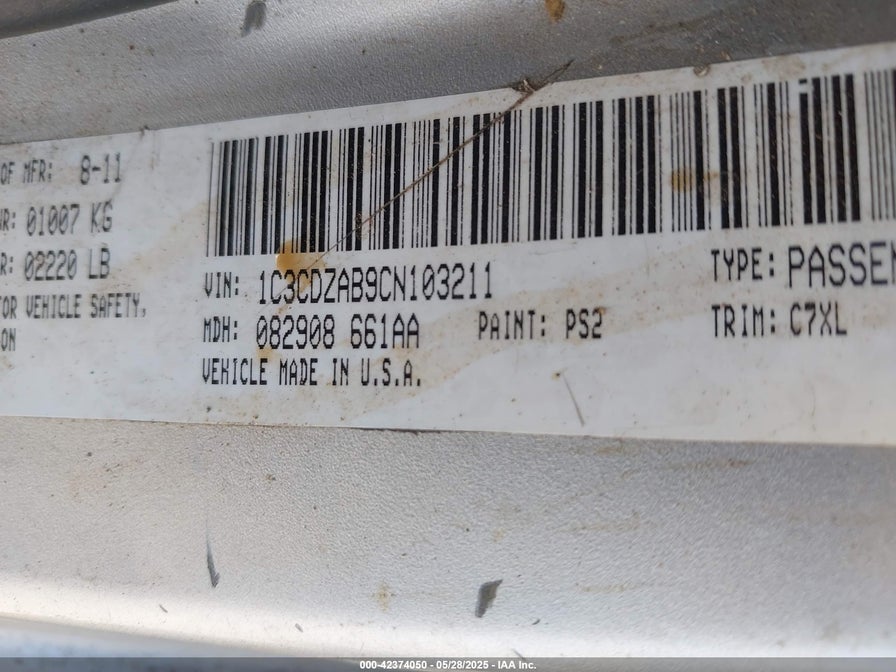 OF MFR: 8-11
R: 01007 KG
R: 02220 LB
OR VEHICLE SAFETY,
ON
VIN: 1C3CDZAB9CN103211
MDH: 082908 661AA
PAINT: PS2
VEHICLE MADE IN U.S.A.
TYPE: PASSEN
TRIM: C7XL
000-42374050 - 05/28/2025 - IAA Inc.